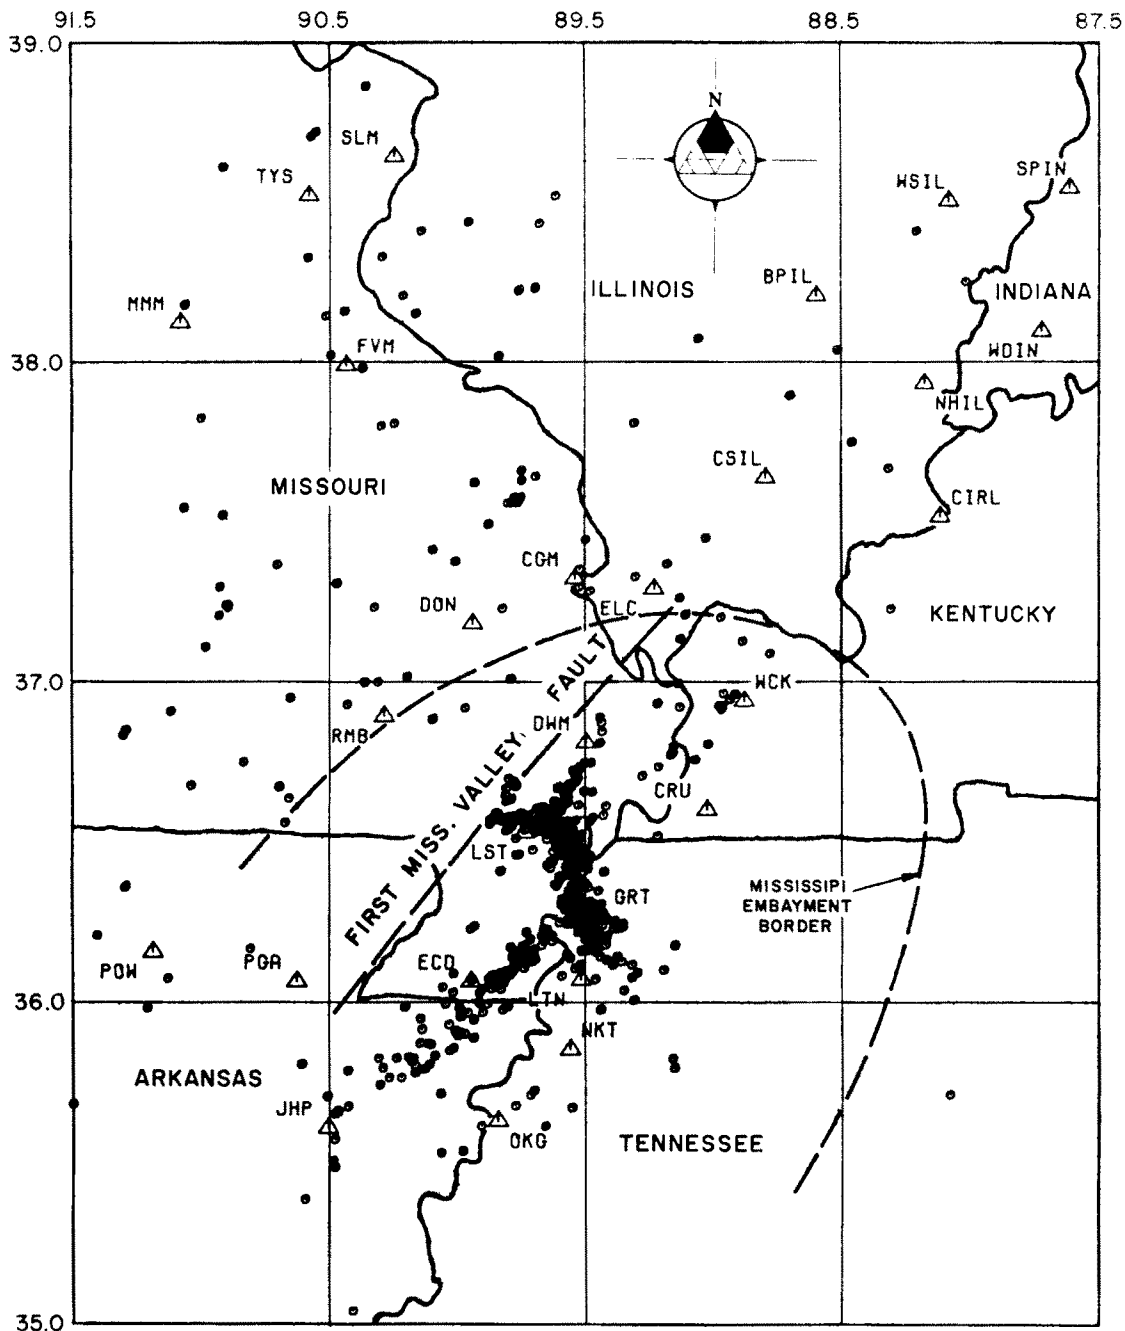 91.5 90.5 89.5 88.5 87.5
39.0
N
SLM
TYS
SPIN
WSIL
ILLINOIS
BPIL
INDIANA
MMM
FVM
WDIN
38.0
NHIL
CSIL
MISSOURI
CIRL
CGM
DON
ELC
KENTUCKY
37.0
WCK
RMB
DWM
FIRST MISS. VALLEY FAULT
CRU
LST
GRT
MISSISSIPI
EMBAYMENT
BORDER
POW
PGA
ECD
36.0
LTN
NKT
ARKANSAS
JHP
OKG
TENNESSEE
35.0